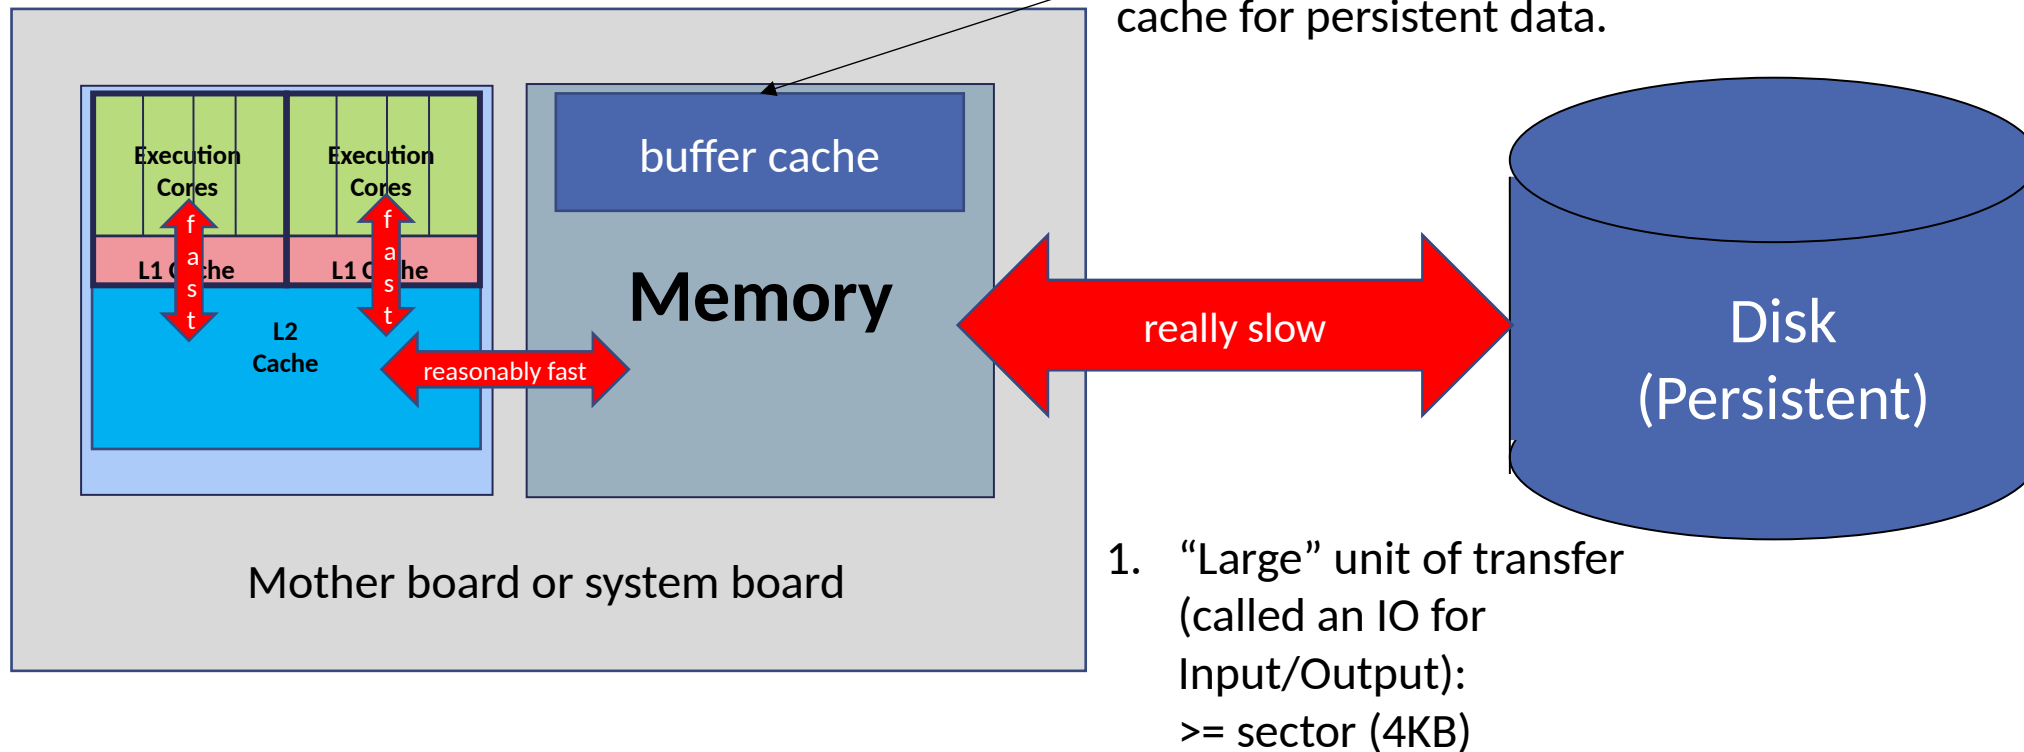 cache for persistent data.
Execution
Cores
Execution
Cores
f
a
s
t
f
a
s
t
L1 Cache
L1 Cache
L2
Cache
reasonably fast
buffer cache
Memory
really slow
Disk
(Persistent)
Mother board or system board
1. “Large” unit of transfer
(called an IO for
Input/Output):
>= sector (4KB)